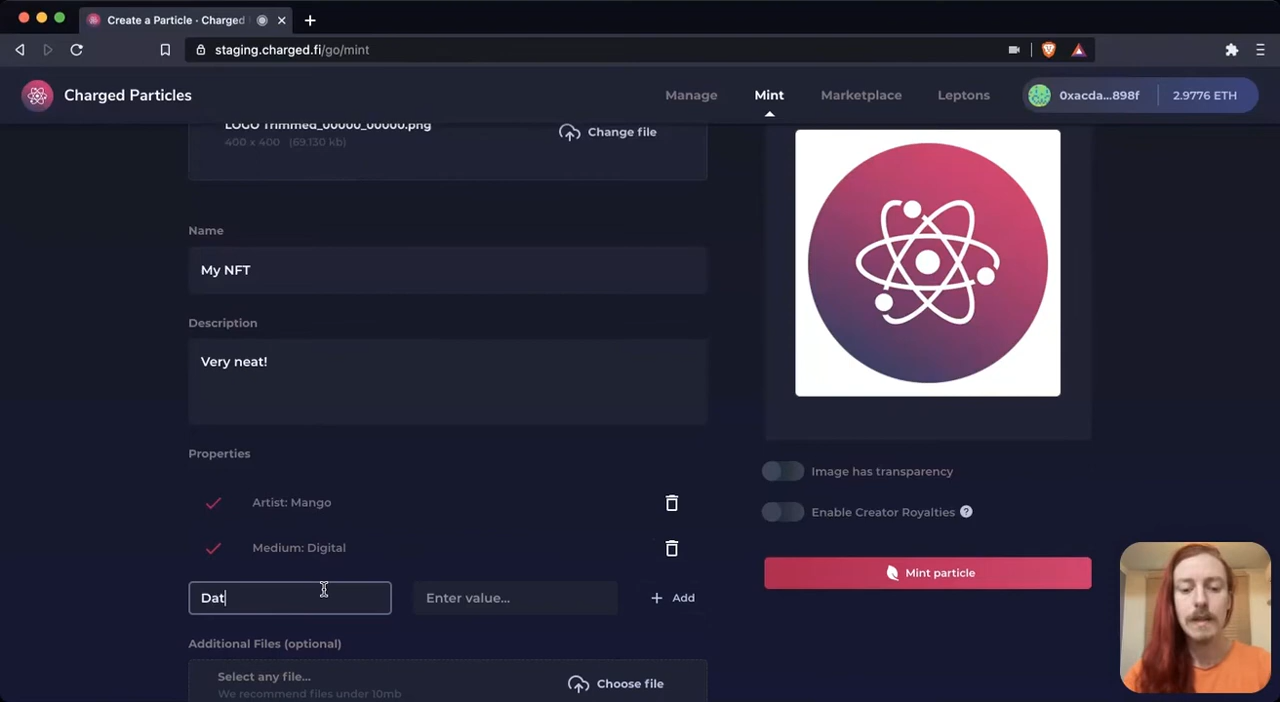 Create a Particle · Charged
staging.charged.fi/go/mint
Charged Particles
Manage
Mint
Marketplace
Leptons
0xacda...898f
2.9776 ETH
LOGO Trimmed_00000_00000.png
400 x 400 (69.130 kb)
Change file
Name
My NFT
Description
Very neat!
Properties
Artist: Mango
Medium: Digital
Dat
Enter value...
+ Add
Additional Files (optional)
Select any file...
We recommend files under 10mb
Choose file
Image has transparency
Enable Creator Royalties ?
Mint particle